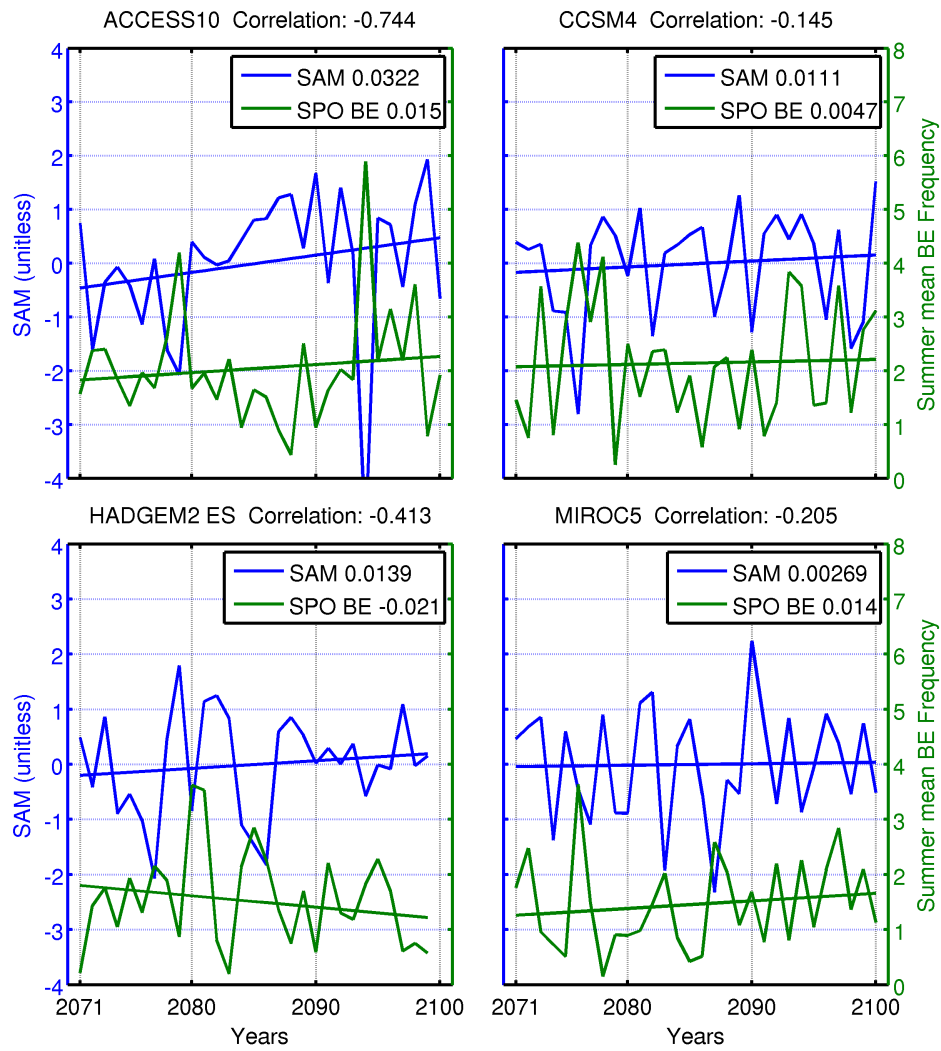 ACCESS10 Correlation: -0.744
CCSM4 Correlation: -0.145
SAM 0.0322
SPO BE 0.015
SAM 0.0111
SPO BE 0.0047
4
3
2
1
0
-1
-2
-3
-4
SAM (unitless)
8
7
6
5
4
3
2
1
0
Summer mean BE Frequency
HADGEM2 ES Correlation: -0.413
MIROC5 Correlation: -0.205
SAM 0.0139
SPO BE -0.021
SAM 0.00269
SPO BE 0.014
4
3
2
1
0
-1
-2
-3
-4
SAM (unitless)
8
7
6
5
4
3
2
1
0
Summer mean BE Frequency
2071 2080 2090 2100
2071 2080 2090 2100
Years
Years